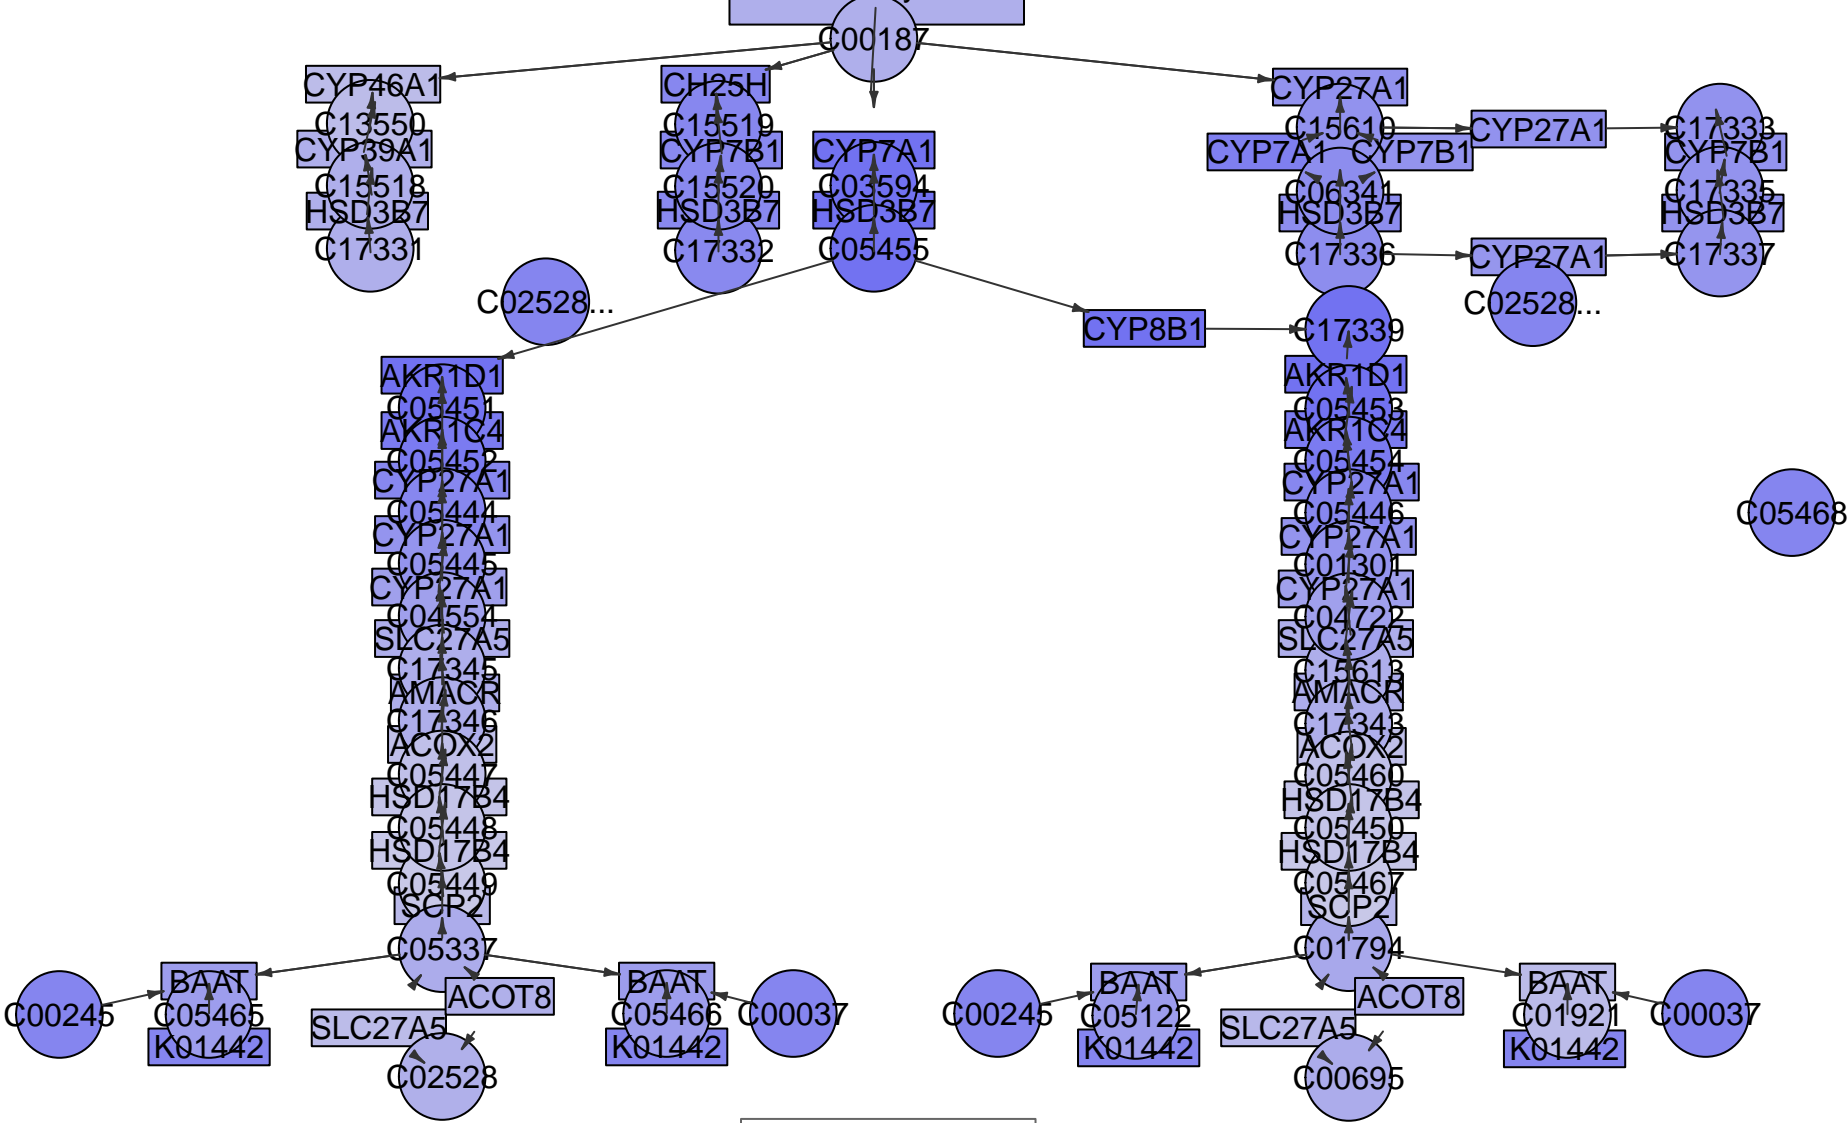 C00187
CYP46A1
C13550
CYP39A1
C15518
HSD3B7
C17331
CH25H
C15519
CYP7B1
C15520
HSD3B7
C17332
CYP7A1
C03594
HSD3B7
C05455
CYP27A1
C15610
CYP7A1
CYP7B1
C06341
HSD3B7
C17336
CYP27A1
CYP27A1
C17333
CYP7B1
C17335
HSD3B7
C17337
C02528...
C02528...
CYP8B1
C17339
AKR1D1
C05451
AKR1C4
C05452
CYP27A1
C05444
CYP27A1
C05445
CYP27A1
C04554
SLC27A5
C17345
AMACR
C17346
ACOX2
C05447
HSD17B4
C05448
HSD17B4
C05449
SCP2
C05337
AKR1D1
C05453
AKR1C4
C05454
CYP27A1
C05446
CYP27A1
C01301
CYP27A1
C04722
SLC27A5
C15613
AMACR
C17343
ACOX2
C05460
HSD17B4
C05450
HSD17B4
C05467
SCP2
C01794
C05468
C00245
BAAT
C05465
K01442
SLC27A5
ACOT8
C02528
BAAT
C05466
K01442
C00037
C00245
BAAT
C05122
K01442
SLC27A5
ACOT8
C00695
BAAT
C01921
K01442
C00037